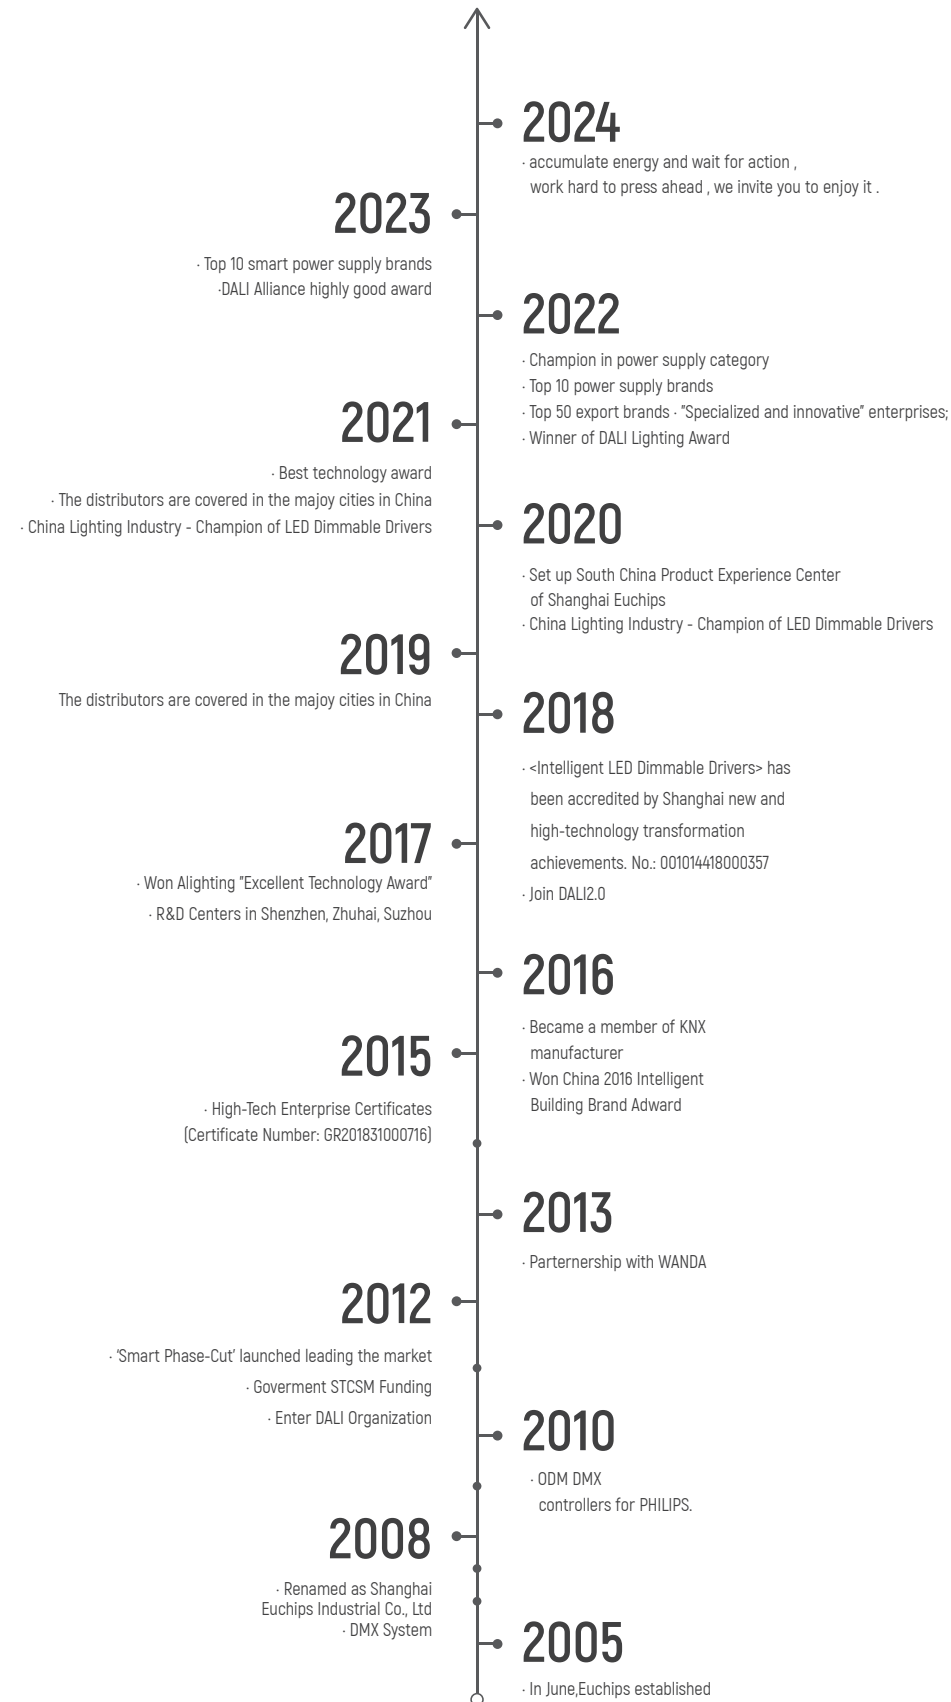 2024
· accumulate energy and wait for action ,
work hard to press ahead , we invite you to enjoy it .
2023
· Top 10 smart power supply brands
·DALI Alliance highly good award
2022
· Champion in power supply category
· Top 10 power supply brands
· Top 50 export brands · "Specialized and innovative" enterprises;
· Winner of DALI Lighting Award
2021
· Best technology award
· The distributors are covered in the majoy cities in China
· China Lighting Industry - Champion of LED Dimmable Drivers
2020
· Set up South China Product Experience Center
of Shanghai Euchips
· China Lighting Industry - Champion of LED Dimmable Drivers
2019
The distributors are covered in the majoy cities in China
2018
· <Intelligent LED Dimmable Drivers> has
been accredited by Shanghai new and
high-technology transformation
achievements. No.: 001014418000357
· Join DALI2.0
2017
· Won Alighting "Excellent Technology Award"
· R&D Centers in Shenzhen, Zhuhai, Suzhou
2016
· Became a member of KNX
manufacturer
· Won China 2016 Intelligent
Building Brand Adward
2015
· High-Tech Enterprise Certificates
(Certificate Number: GR201831000716)
2013
· Parternership with WANDA
2012
· 'Smart Phase-Cut' launched leading the market
· Goverment STCSM Funding
· Enter DALI Organization
2010
· ODM DMX
controllers for PHILIPS.
2008
· Renamed as Shanghai
Euchips Industrial Co., Ltd
· DMX System
2005
· In June,Euchips established